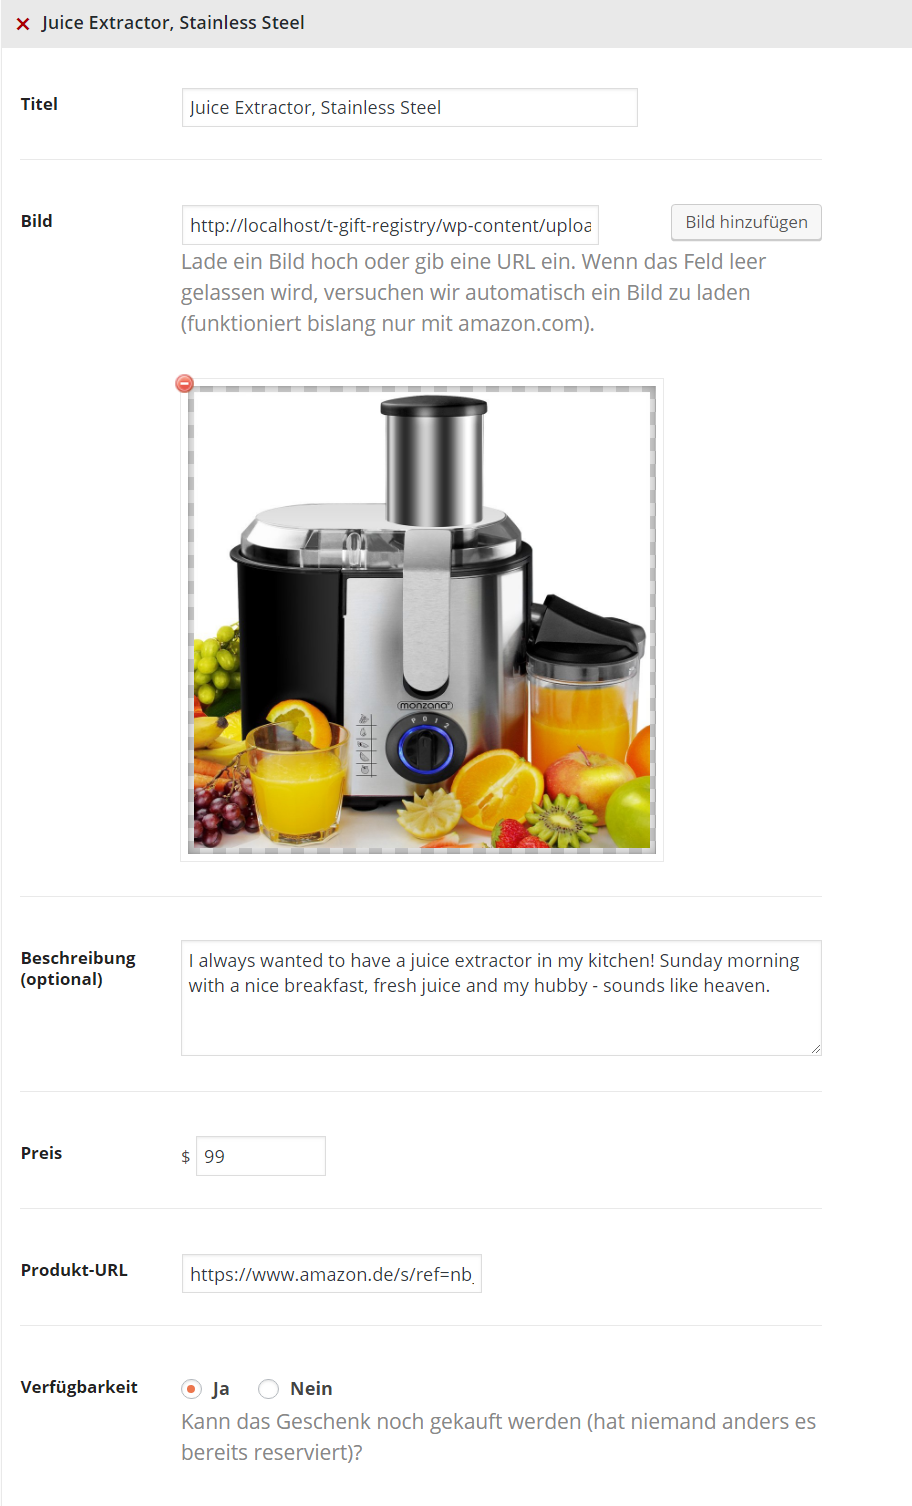 Juice Extractor, Stainless Steel
Titel
Juice Extractor, Stainless Steel
Bild
http://localhost/t-gift-registry/wp-content/uploa
Bild hinzufügen
Lade ein Bild hoch oder gib eine URL ein. Wenn das Feld leer
gelassen wird, versuchen wir automatisch ein Bild zu laden
(funktioniert bislang nur mit amazon.com).
monzana
P 0 1 2
Beschreibung
(optional)
I always wanted to have a juice extractor in my kitchen! Sunday morning
with a nice breakfast, fresh juice and my hubby - sounds like heaven.
Preis
$ 99
Produkt-URL
https://www.amazon.de/s/ref=nb_
Verfügbarkeit
Ja
Nein
Kann das Geschenk noch gekauft werden (hat niemand anders es
bereits reserviert)?